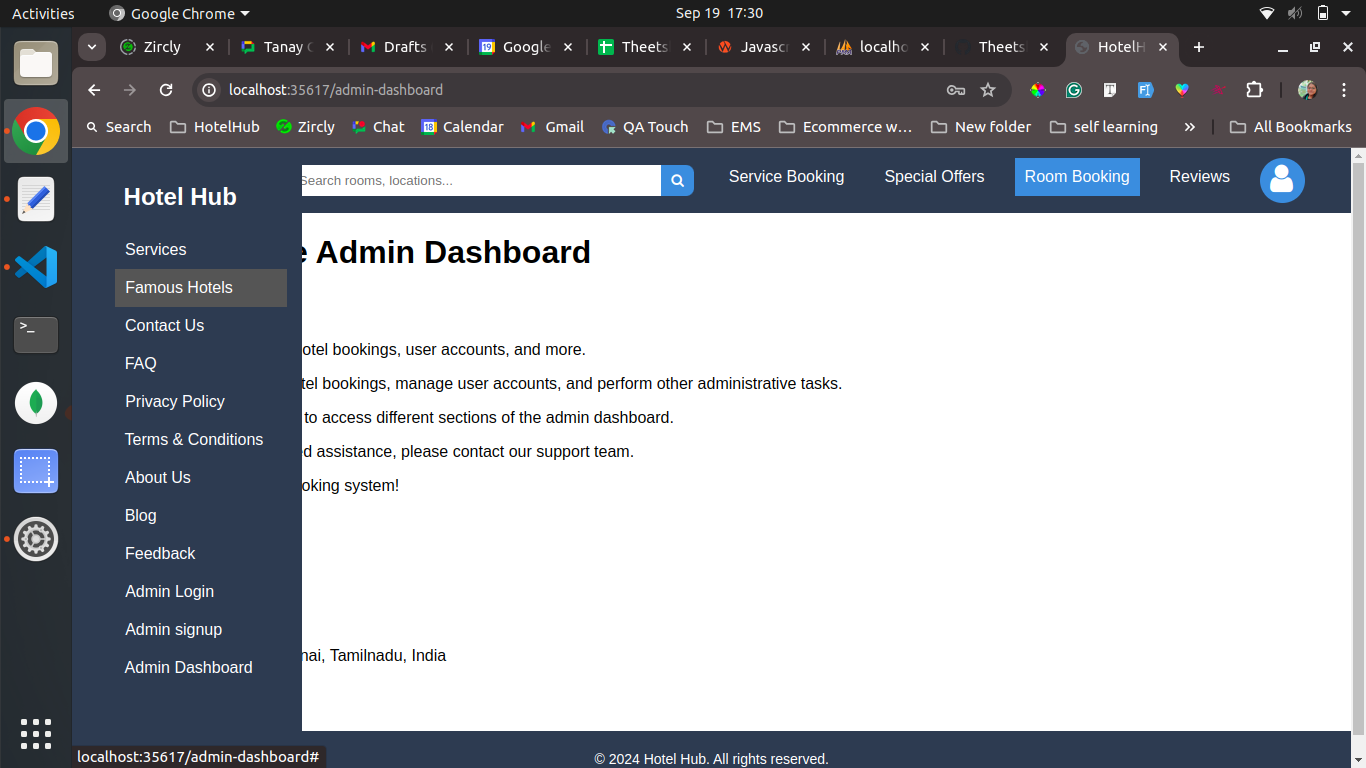 Activities Google Chrome Sep 19 17:30
Zircly Tanay Drafts Google Theets Javasc localho Theets HotelH
localhost:35617/admin-dashboard
Search HotelHub Zircly Chat Calendar Gmail QA Touch EMS Ecommerce w… New folder self learning » All Bookmarks
Hotel Hub
Services
Famous Hotels
Contact Us
FAQ
Privacy Policy
Terms & Conditions
About Us
Blog
Feedback
Admin Login
Admin signup
Admin Dashboard
Search rooms, locations...
Service Booking Special Offers Room Booking Reviews
e Admin Dashboard
otel bookings, user accounts, and more.
tel bookings, manage user accounts, and perform other administrative tasks.
to access different sections of the admin dashboard.
ed assistance, please contact our support team.
oking system!
nai, Tamilnadu, India
© 2024 Hotel Hub. All rights reserved.
localhost:35617/admin-dashboard#